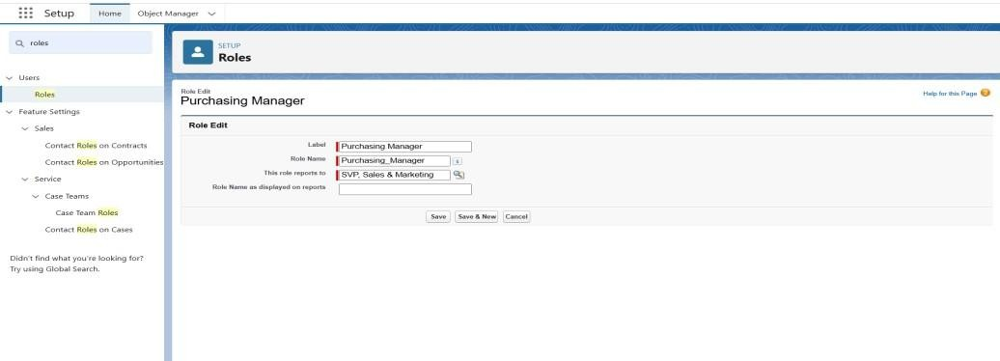 Setup Home Object Manager
roles
Users
Roles
Feature Settings
Sales
Contact Roles on Contracts
Contact Roles on Opportunities
Service
Case Teams
Case Team Roles
Contact Roles on Cases
Didn't find what you're looking for?
Try using Global Search.
SETUP
Roles
Role Edit
Purchasing Manager
Help for this Page
Role Edit
Label Purchasing Manager
Role Name Purchasing_Manager
This role reports to SVP, Sales & Marketing
Role Name as displayed on reports
Save Save & New Cancel